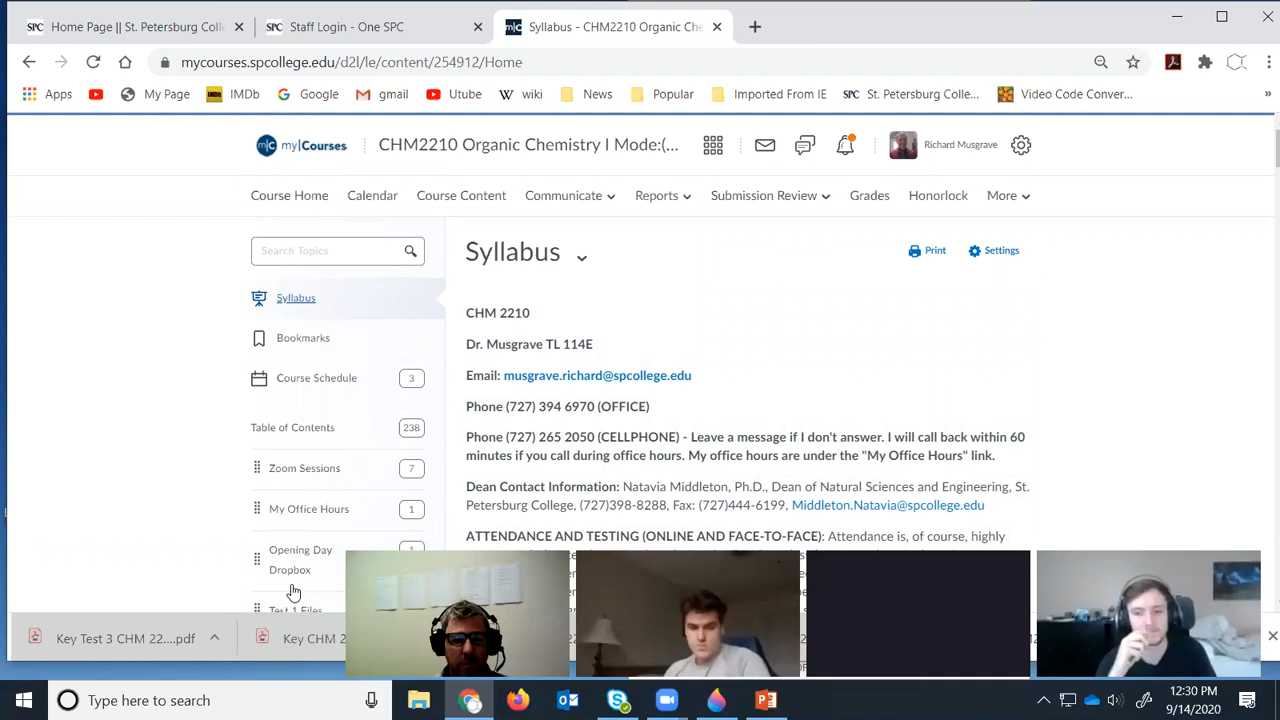 Home Page || St. Petersburg Colle
Staff Login - One SPC
Syllabus - CHM2210 Organic Che
mycourses.spcollege.edu/d2l/le/content/254912/Home
Apps
My Page
IMDb
Google
gmail
Utube
wiki
News
Popular
Imported From IE
SPC St. Petersburg Colle...
Video Code Conver...
»
my|Courses
CHM2210 Organic Chemistry I Mode:(...
Richard Musgrave
Course Home
Calendar
Course Content
Communicate
Reports
Submission Review
Grades
Honorlock
More
Search Topics
Syllabus
Bookmarks
Course Schedule 3
Table of Contents 238
Zoom Sessions 7
My Office Hours 1
Opening Day
Dropbox
Test 1 Files
Syllabus
Print
Settings
CHM 2210
Dr. Musgrave TL 114E
Email: musgrave.richard@spcollege.edu
Phone (727) 394 6970 (OFFICE)
Phone (727) 265 2050 (CELLPHONE) - Leave a message if I don't answer. I will call back within 60
minutes if you call during office hours. My office hours are under the "My Office Hours" link.
Dean Contact Information: Natavia Middleton, Ph.D., Dean of Natural Sciences and Engineering, St.
Petersburg College, (727)398-8288, Fax: (727)444-6199, Middleton.Natavia@spcollege.edu
ATTENDANCE AND TESTING (ONLINE AND FACE-TO-FACE): Attendance is, of course, highly
Key Test 3 CHM 22....pdf
Key CHM 2
Type here to search
12:30 PM
9/14/2020